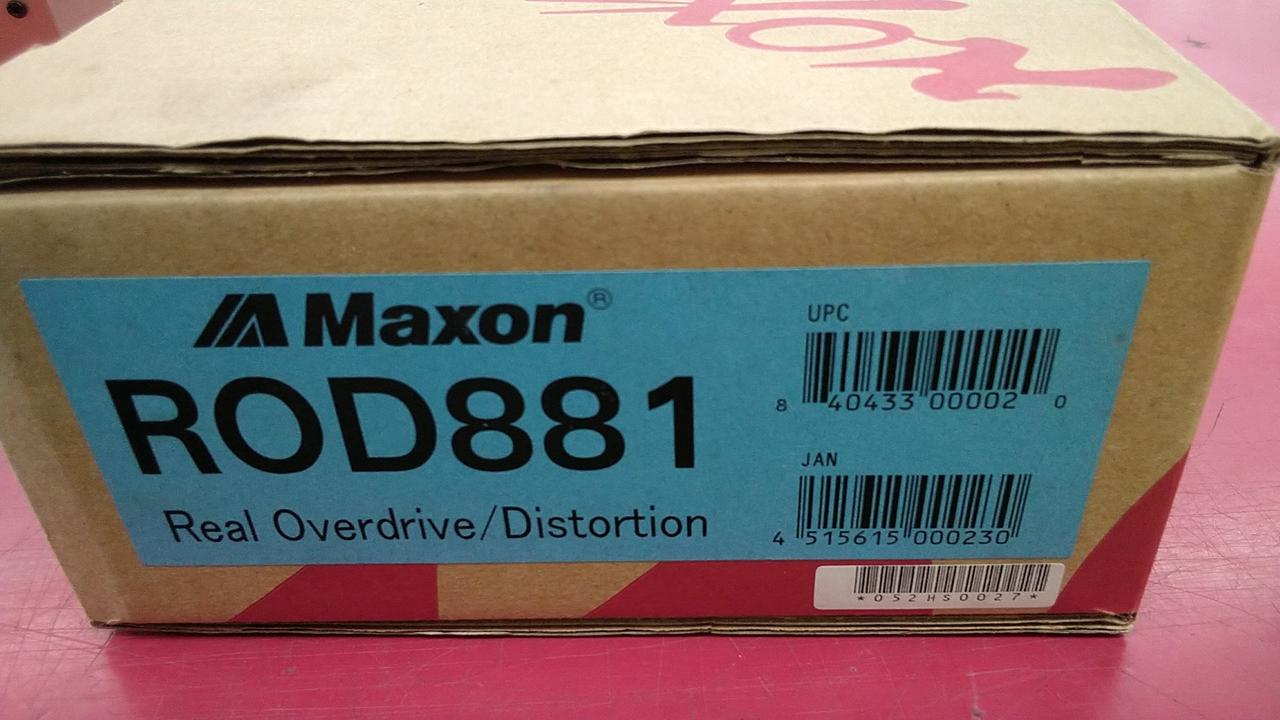 Maxon®
ROD881
Real Overdrive/Distortion
UPC
8 40433 00002 0
JAN
4 515615 000230
*052HS0027*